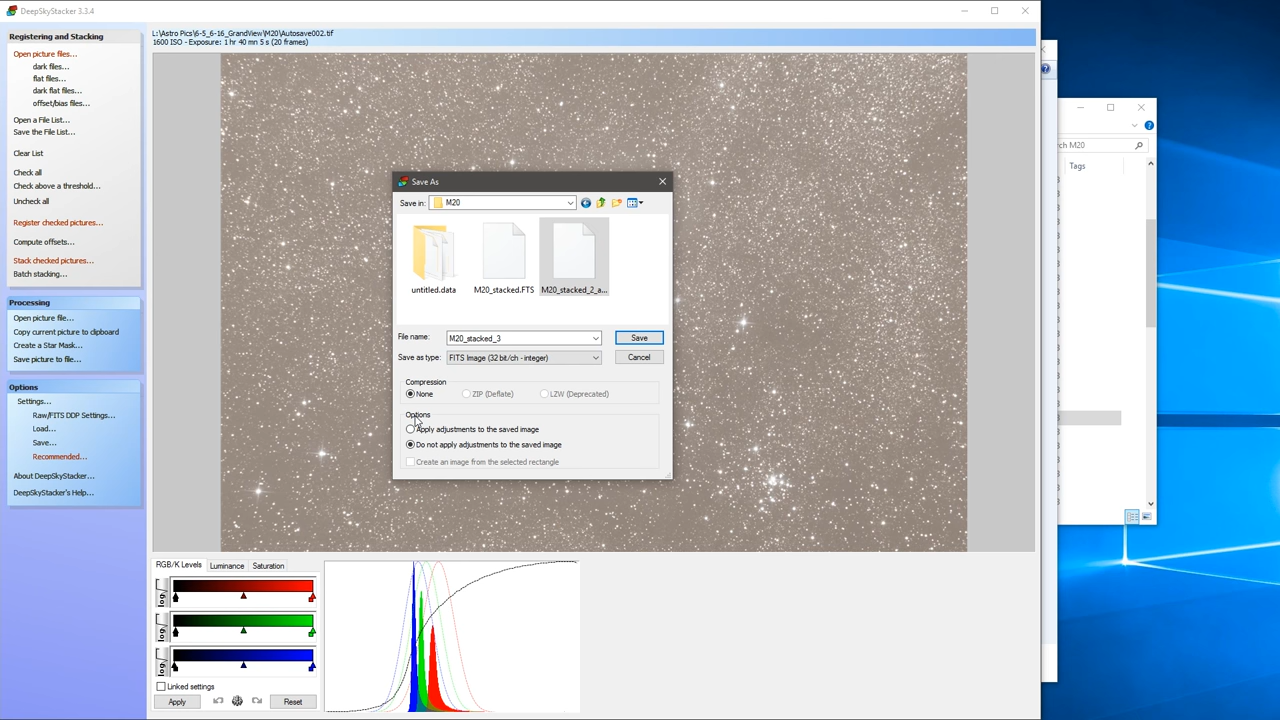 DeepSkyStacker 3.3.4
Registering and Stacking
Open picture files...
dark files...
flat files...
dark flat files...
offset/bias files...
Open a File List...
Save the File List...
Clear List
Check all
Check above a threshold...
Uncheck all
Register checked pictures...
Compute offsets...
Stack checked pictures...
Batch stacking...
Processing
Open picture file...
Copy current picture to clipboard
Create a Star Mask...
Save picture to file...
Options
Settings...
Raw/FITS DDP Settings...
Load...
Save...
Recommended...
About DeepSkyStacker...
DeepSkyStacker's Help...
L:\Astro Pics\6-5_6-16_GrandView\M20\Autosave002.tif
1600 ISO - Exposure: 1 hr 40 mn 5 s (20 frames)
Save As
Save in: M20
untitled.data
M20_stacked.FTS
M20_stacked_2_a...
File name: M20_stacked_3
Save
Save as type: FITS Image (32 bit/ch - integer)
Cancel
Compression
None ZIP (Deflate) LZW (Deprecated)
Options
Apply adjustments to the saved image
Do not apply adjustments to the saved image
Create an image from the selected rectangle
RGB/K Levels Luminance Saturation
log
log
log
Linked settings
Apply
Reset
ch M20
Tags